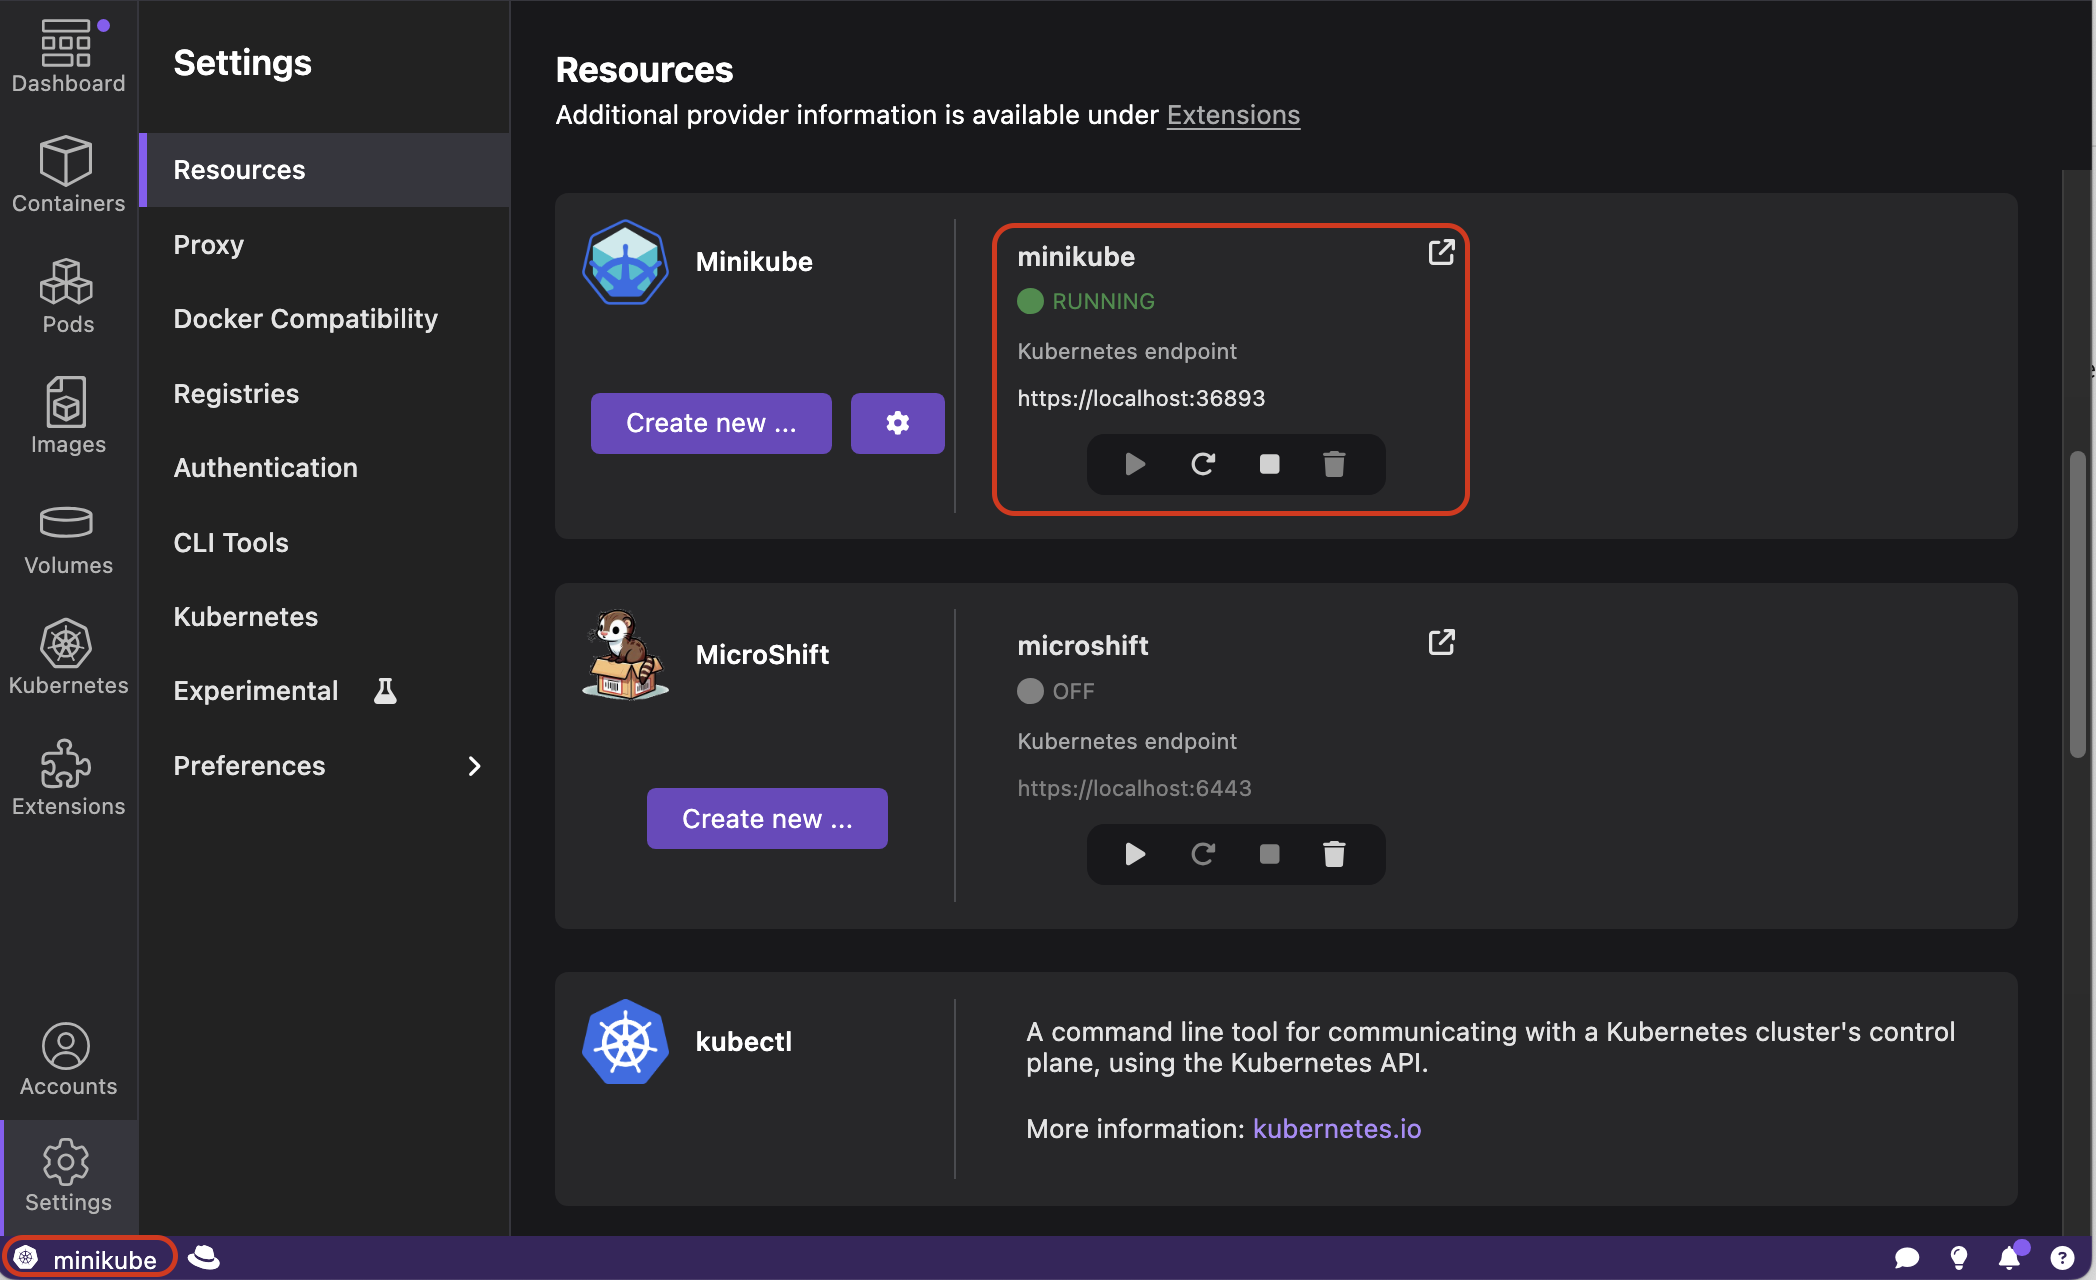 Dashboard
Containers
Pods
Images
Volumes
Kubernetes
Extensions
Accounts
Settings
Settings
Resources
Proxy
Docker Compatibility
Registries
Authentication
CLI Tools
Kubernetes
Experimental
Preferences
Resources
Additional provider information is available under Extensions
Minikube
Create new ...
minikube
RUNNING
Kubernetes endpoint
https://localhost:36893
MicroShift
Create new ...
microshift
OFF
Kubernetes endpoint
https://localhost:6443
kubectl
A command line tool for communicating with a Kubernetes cluster's control
plane, using the Kubernetes API.
More information: kubernetes.io
minikube